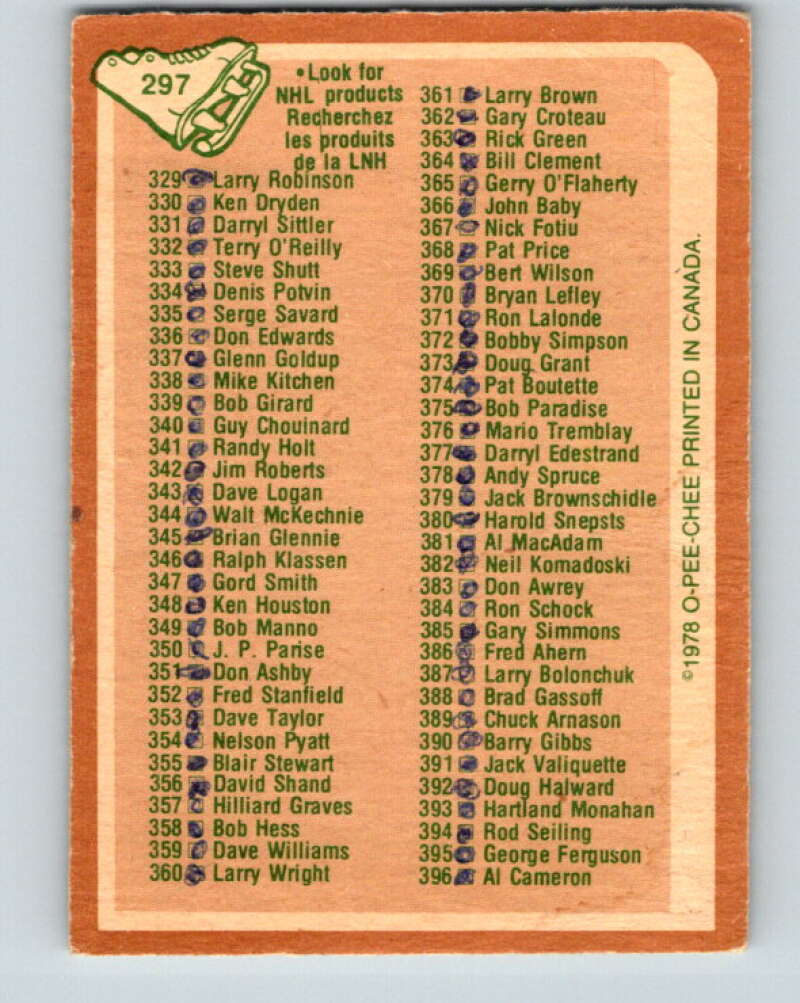 297
•Look for
NHL products
Recherchez
les produits
de la LNH
329 Larry Robinson
330 Ken Dryden
331 Darryl Sittler
332 Terry O'Reilly
333 Steve Shutt
334 Denis Potvin
335 Serge Savard
336 Don Edwards
337 Glenn Goldup
338 Mike Kitchen
339 Bob Girard
340 Guy Chouinard
341 Randy Holt
342 Jim Roberts
343 Dave Logan
344 Walt McKechnie
345 Brian Glennie
346 Ralph Klassen
347 Gord Smith
348 Ken Houston
349 Bob Manno
350 J. P. Parise
351 Don Ashby
352 Fred Stanfield
353 Dave Taylor
354 Nelson Pyatt
355 Blair Stewart
356 David Shand
357 Hilliard Graves
358 Bob Hess
359 Dave Williams
360 Larry Wright
361 Larry Brown
362 Gary Croteau
363 Rick Green
364 Bill Clement
365 Gerry O'Flaherty
366 John Baby
367 Nick Fotiu
368 Pat Price
369 Bert Wilson
370 Bryan Lefley
371 Ron Lalonde
372 Bobby Simpson
373 Doug Grant
374 Pat Boutette
375 Bob Paradise
376 Mario Tremblay
377 Darryl Edestrand
378 Andy Spruce
379 Jack Brownschidle
380 Harold Snepsts
381 Al MacAdam
382 Neil Komadoski
383 Don Awrey
384 Ron Schock
385 Gary Simmons
386 Fred Ahern
387 Larry Bolonchuk
388 Brad Gassoff
389 Chuck Arnason
390 Barry Gibbs
391 Jack Valiquette
392 Doug Halward
393 Hartland Monahan
394 Rod Seiling
395 George Ferguson
396 Al Cameron
©1978 O-PEE-CHEE PRINTED IN CANADA.